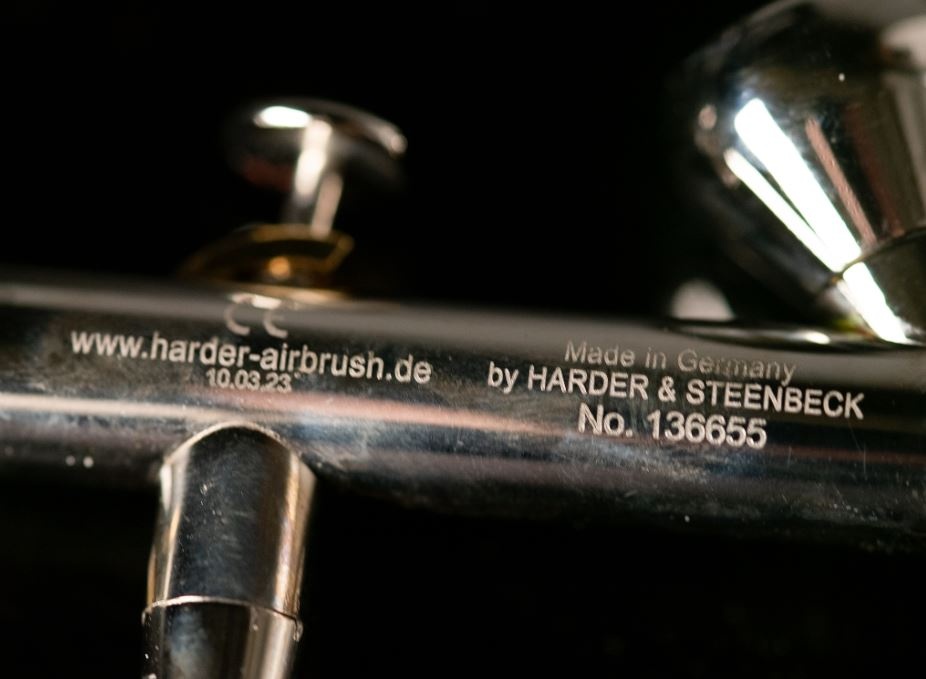 CE
www.harder-airbrush.de
10.03.23
Made in Germany
by HARDER & STEENBECK
No. 136655